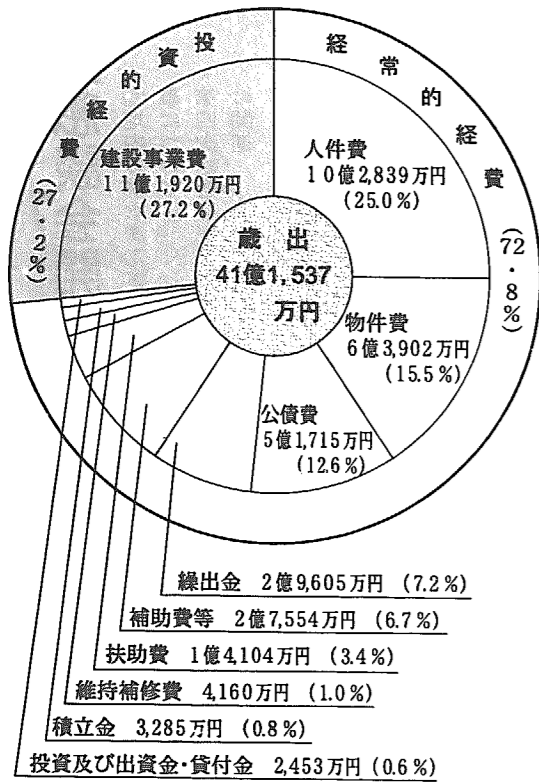 投資的経費
(27.2%)
経常的経費
(72.8%)
建設事業費
11億1,920万円
(27.2%)
人件費
10億2,839万円
(25.0%)
歳出
41億1,537
万円
物件費
6億3,902万円
(15.5%)
公債費
5億1,715万円
(12.6%)
繰出金 2億9,605万円 (7.2%)
補助費等 2億7,554万円 (6.7%)
扶助費 1億4,104万円 (3.4%)
維持補修費 4,160万円 (1.0%)
積立金 3,285万円 (0.8%)
投資及び出資金・貸付金 2,453万円 (0.6%)